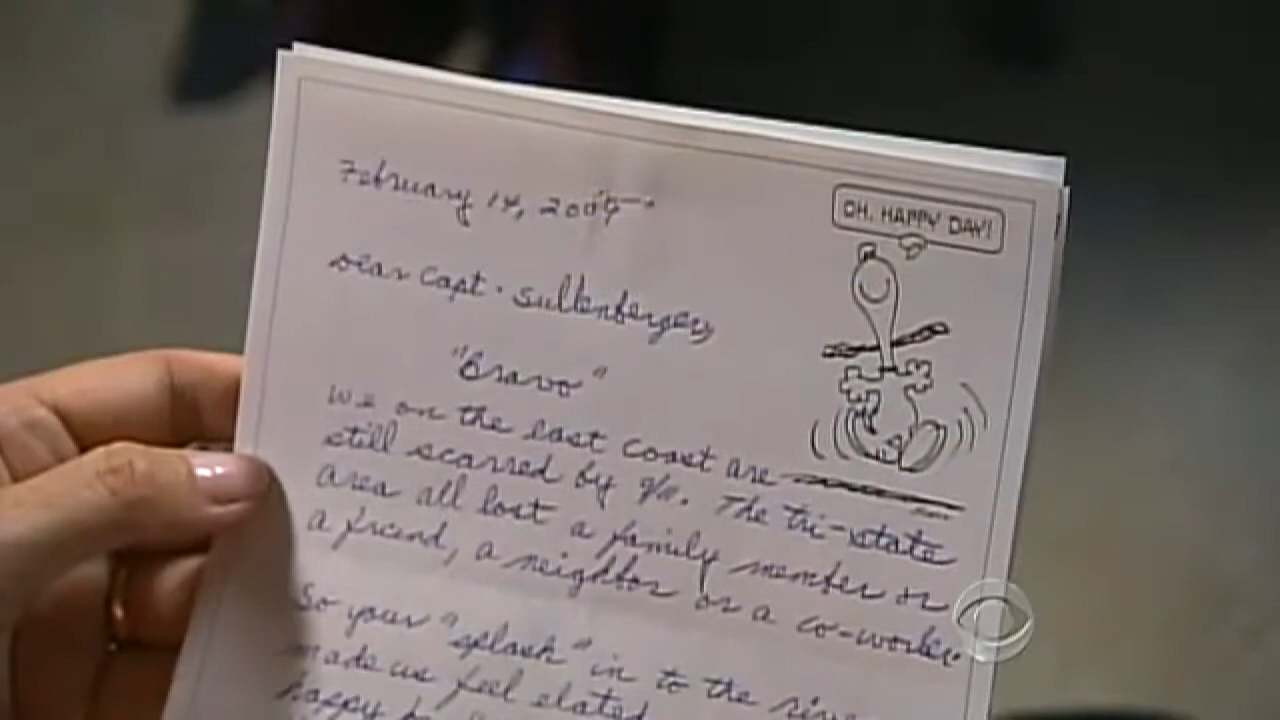 February 14, 2009
OH, HAPPY DAY!
Dear Capt. Sullenberger,
"Bravo"
We on the East Coast are
still scarred by 9/11. The tri-state
area all lost a family member or
a friend, a neighbor or a co-worker.
So your "splash" in to the
made us feel elated
happy